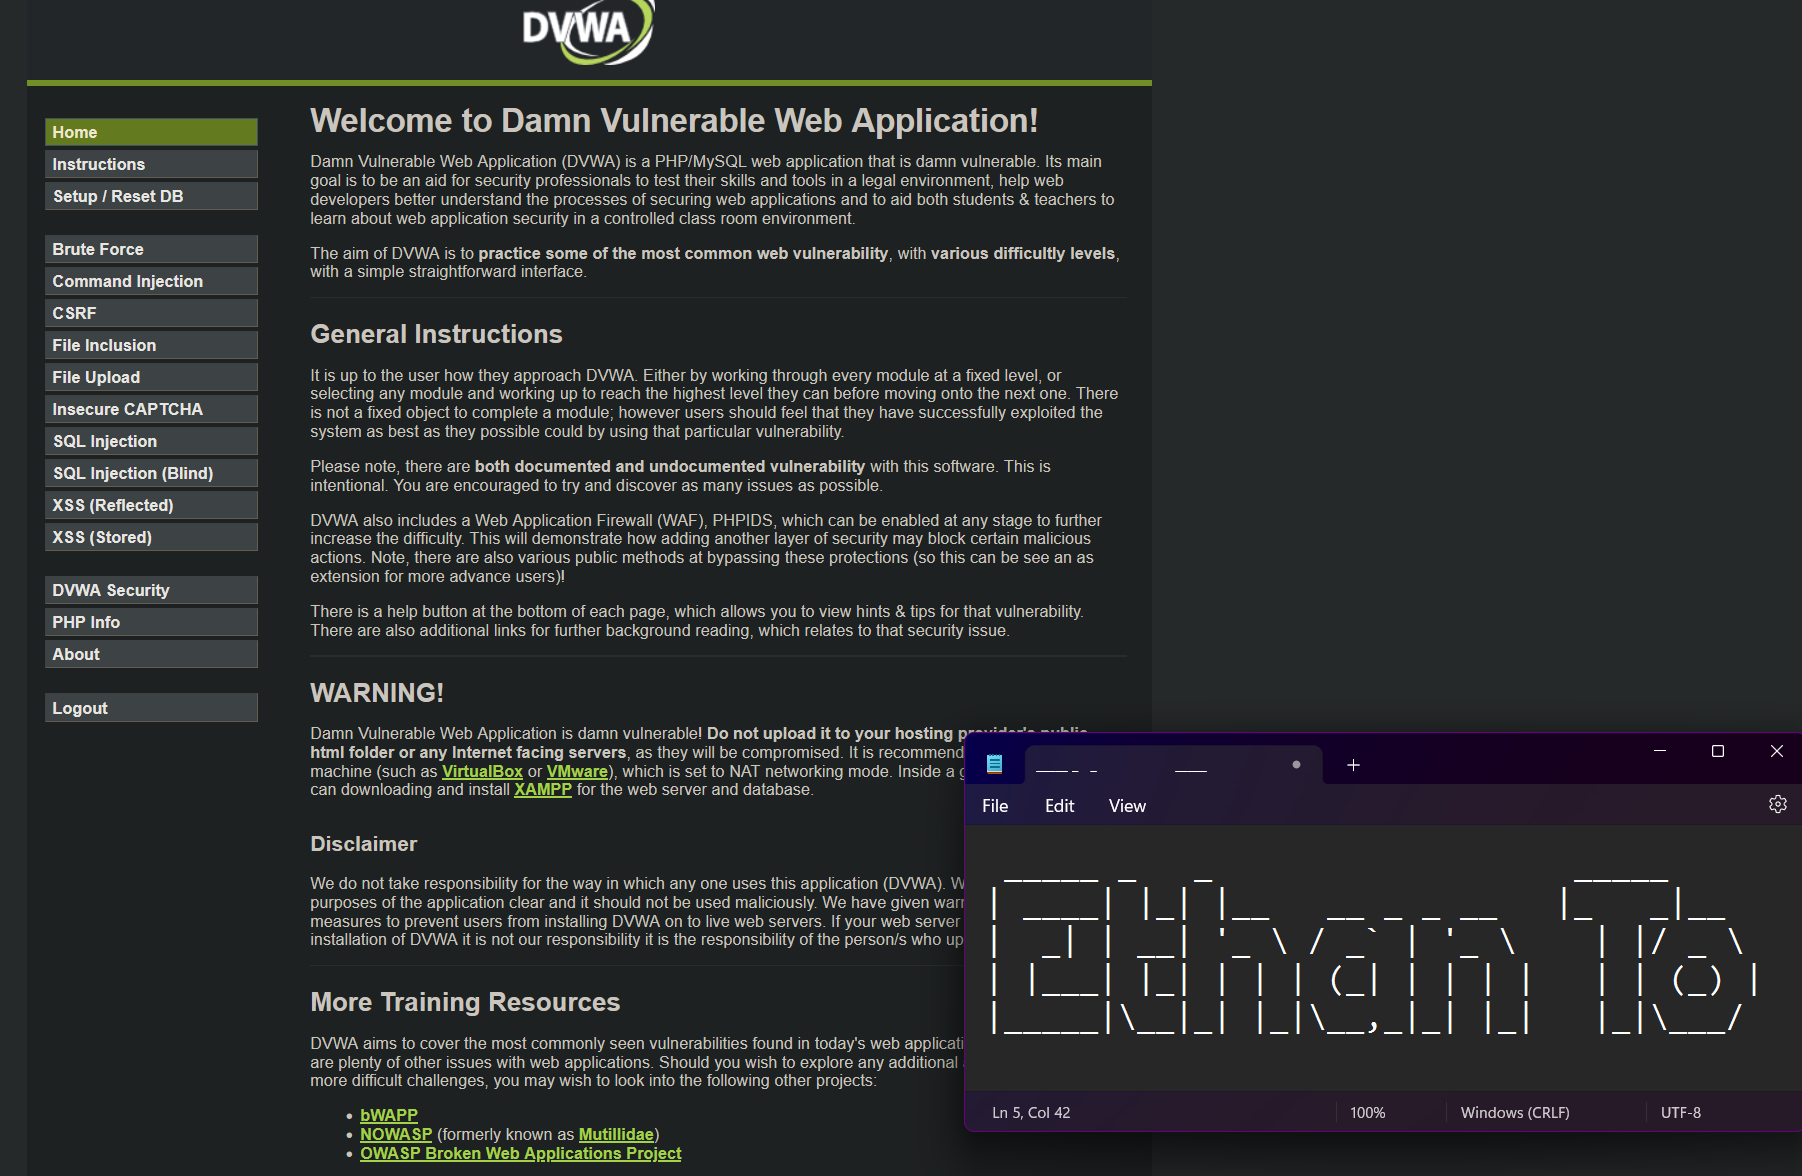 DVWA
Home
Instructions
Setup / Reset DB
Brute Force
Command Injection
CSRF
File Inclusion
File Upload
Insecure CAPTCHA
SQL Injection
SQL Injection (Blind)
XSS (Reflected)
XSS (Stored)
DVWA Security
PHP Info
About
Logout
Welcome to Damn Vulnerable Web Application!
Damn Vulnerable Web Application (DVWA) is a PHP/MySQL web application that is damn vulnerable. Its main
goal is to be an aid for security professionals to test their skills and tools in a legal environment, help web
developers better understand the processes of securing web applications and to aid both students & teachers to
learn about web application security in a controlled class room environment.
The aim of DVWA is to practice some of the most common web vulnerability, with various difficultly levels,
with a simple straightforward interface.
General Instructions
It is up to the user how they approach DVWA. Either by working through every module at a fixed level, or
selecting any module and working up to reach the highest level they can before moving onto the next one. There
is not a fixed object to complete a module; however users should feel that they have successfully exploited the
system as best as they possible could by using that particular vulnerability.
Please note, there are both documented and undocumented vulnerability with this software. This is
intentional. You are encouraged to try and discover as many issues as possible.
DVWA also includes a Web Application Firewall (WAF), PHPIDS, which can be enabled at any stage to further
increase the difficulty. This will demonstrate how adding another layer of security may block certain malicious
actions. Note, there are also various public methods at bypassing these protections (so this can be see an as
extension for more advance users)!
There is a help button at the bottom of each page, which allows you to view hints & tips for that vulnerability.
There are also additional links for further background reading, which relates to that security issue.
WARNING!
Damn Vulnerable Web Application is damn vulnerable! Do not upload it to your hosting provider's public
html folder or any Internet facing servers, as they will be compromised. It is recommend
machine (such as VirtualBox or VMware), which is set to NAT networking mode. Inside a
can downloading and install XAMPP for the web server and database.
Disclaimer
We do not take responsibility for the way in which any one uses this application (DVWA).
purposes of the application clear and it should not be used maliciously. We have given
measures to prevent users from installing DVWA on to live web servers. If your web server
installation of DVWA it is not our responsibility it is the responsibility of the person/s who
More Training Resources
DVWA aims to cover the most commonly seen vulnerabilities found in today's web
are plenty of other issues with web applications. Should you wish to explore any additional
more difficult challenges, you may wish to look into the following other projects:
bWAPP
NOWASP (formerly known as Mutillidae)
OWASP Broken Web Applications Project
File Edit View
Ethan To
Ln 5, Col 42 100% Windows (CRLF) UTF-8